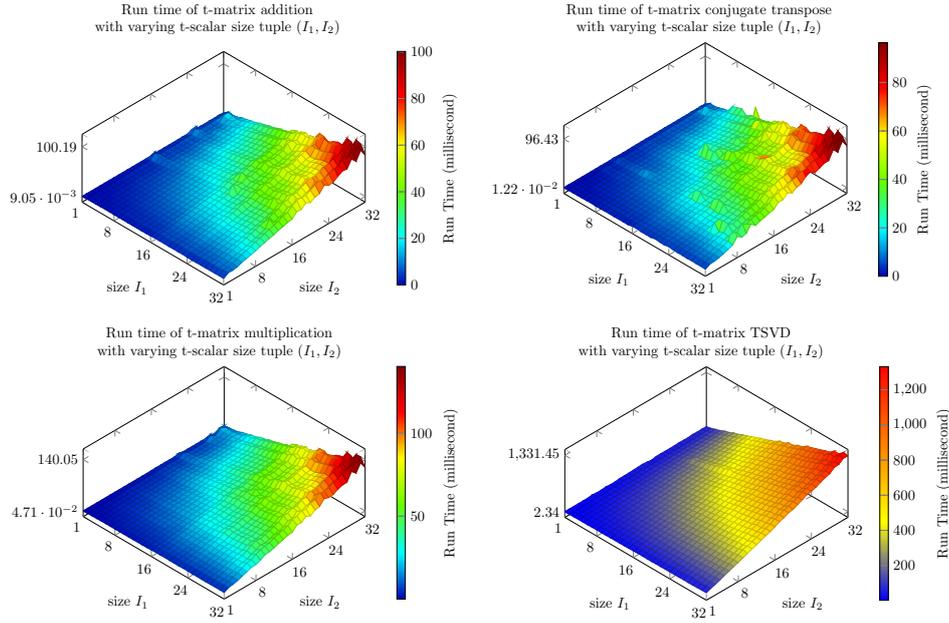 Run time of t-matrix addition
with varying t-scalar size tuple (I₁, I₂)
100.19
9.05 · 10⁻³
1
8
16
24
32
1
8
16
24
32
size I₁
size I₂
100
80
60
40
20
0
Run Time (millisecond)
Run time of t-matrix conjugate transpose
with varying t-scalar size tuple (I₁, I₂)
96.43
1.22 · 10⁻²
1
8
16
24
32
1
8
16
24
32
size I₁
size I₂
80
60
40
20
0
Run Time (millisecond)
Run time of t-matrix multiplication
with varying t-scalar size tuple (I₁, I₂)
140.05
4.71 · 10⁻²
1
8
16
24
32
1
8
16
24
32
size I₁
size I₂
100
50
Run Time (millisecond)
Run time of t-matrix TSVD
with varying t-scalar size tuple (I₁, I₂)
1,331.45
2.34
1
8
16
24
32
1
8
16
24
32
size I₁
size I₂
1,200
1,000
800
600
400
200
Run Time (millisecond)